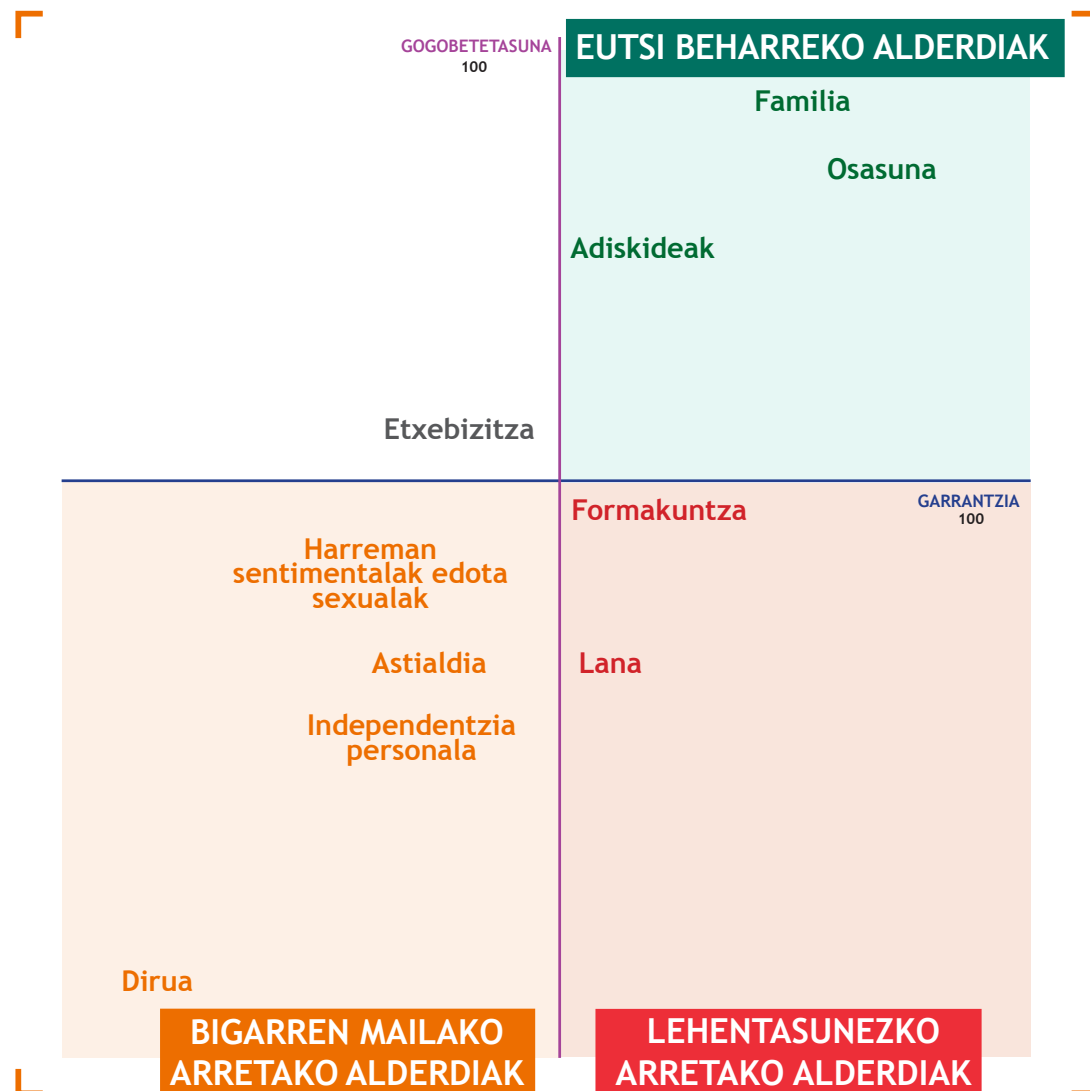 GOGOBETETASUNA
100
EUTSI BEHARREKO ALDERDIAK
Familia
Osasuna
Adiskideak
Etxebizitza
Formakuntza
GARRANTZIA
100
Harreman
sentimentalak edota
sexualak
Astialdia
Lana
Independentzia
personala
Dirua
BIGARREN MAILAKO
ARRETAKO ALDERDIAK
LEHENTASUNEZKO
ARRETAKO ALDERDIAK